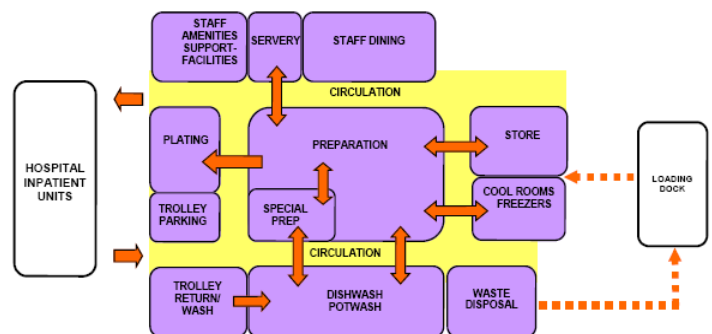 STAFF
AMENITIES
SUPPORT-
FACILITIES
SERVERY
STAFF DINING
CIRCULATION
HOSPITAL
INPATIENT
UNITS
PLATING
PREPARATION
STORE
LOADING
DOCK
TROLLEY
PARKING
SPECIAL
PREP
COOL ROOMS
FREEZERS
CIRCULATION
TROLLEY
RETURN/
WASH
DISHWASH
POTWASH
WASTE
DISPOSAL